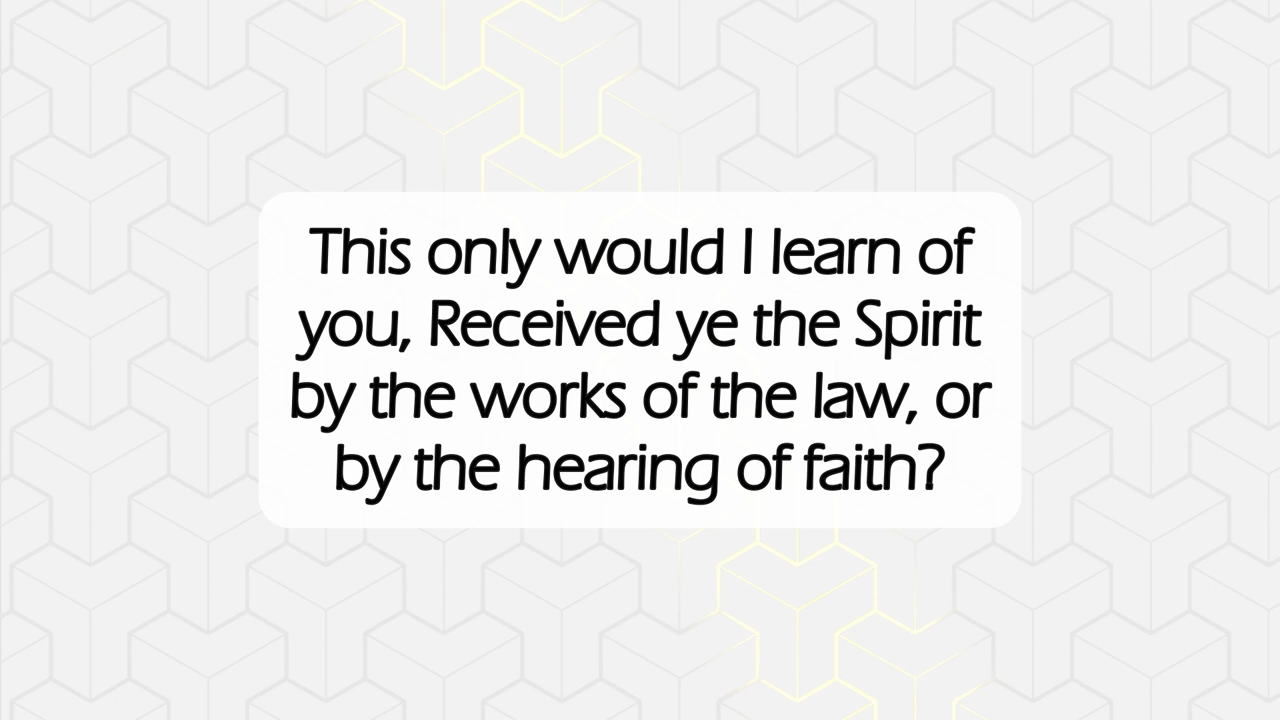 This only would I learn of
you, Received ye the Spirit
by the works of the law, or
by the hearing of faith?